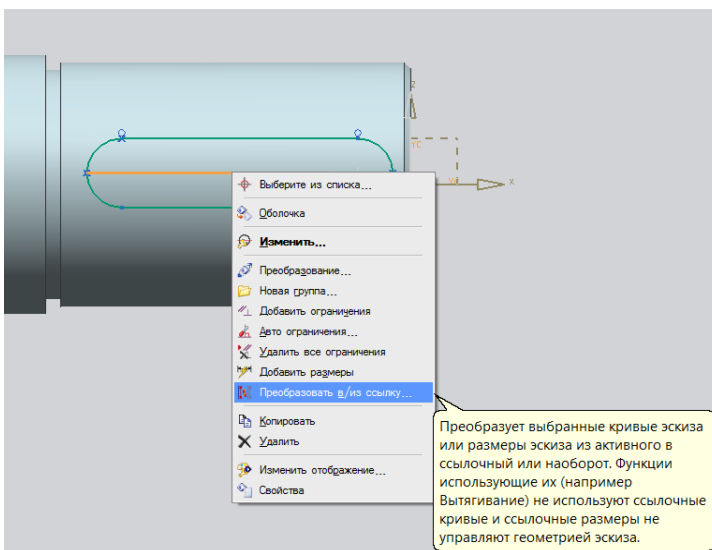 Z
YC
X
Выберите из списка...
Оболочка
Изменить...
Преобразование...
Новая группа...
Добавить ограничения
Авто ограничения...
Удалить все ограничения
Добавить размеры
Преобразовать в/из ссылку...
Копировать
Удалить
Изменить отображение...
Свойства
Преобразует выбранные кривые эскиза
или размеры эскиза из активного в
ссылочный или наоборот. Функции
использующие их (например
Вытягивание) не используют ссылочные
кривые и ссылочные размеры не
управляют геометрией эскиза.